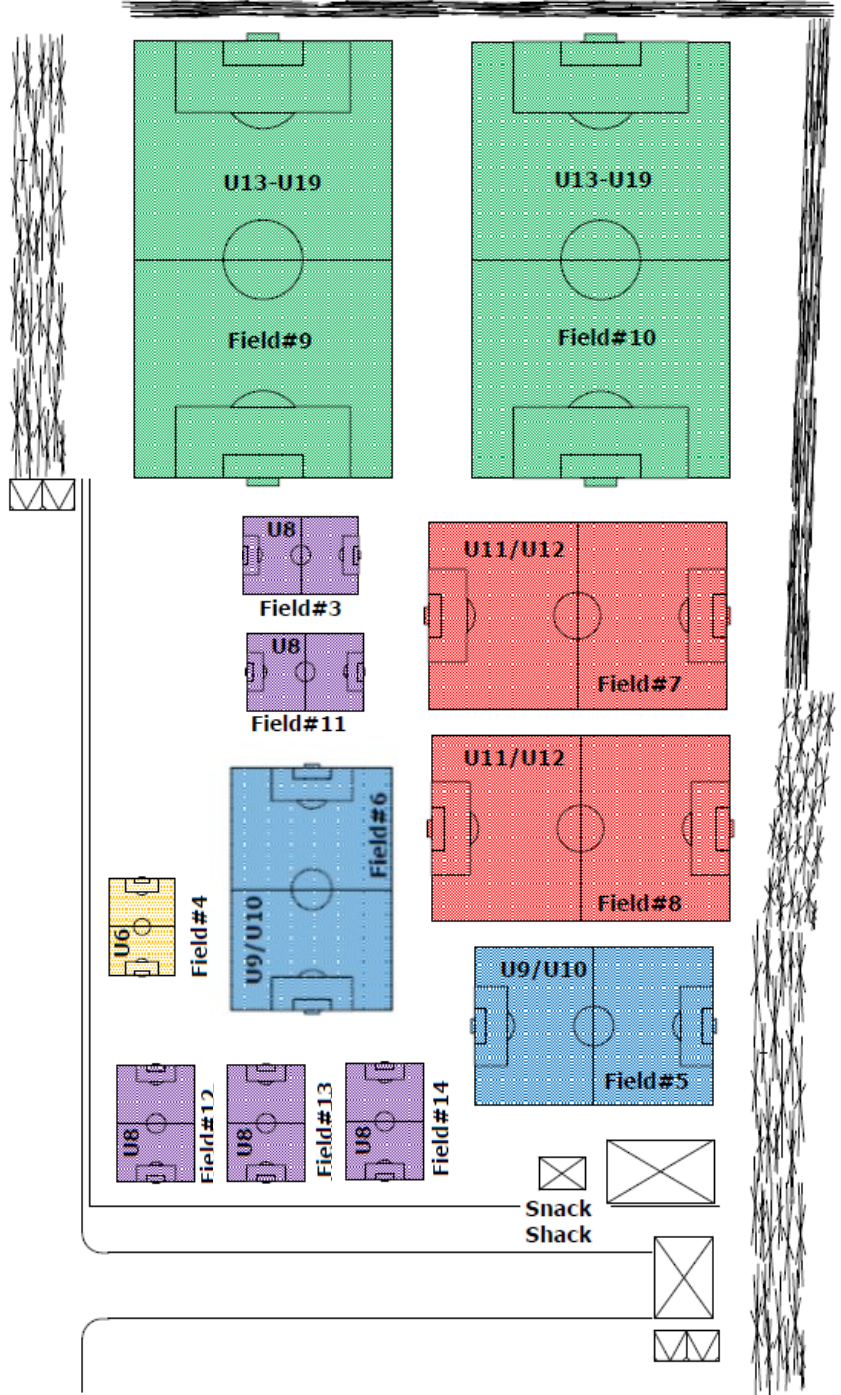 U13-U19
Field#9
U13-U19
Field#10
U8
Field#3
U11/U12
Field#7
U8
Field#11
U11/U12
Field#8
U9/U10
Field#6
U6
Field#4
U9/U10
Field#5
U8
Field#12
U8
Field#13
U8
Field#14
Snack
Shack